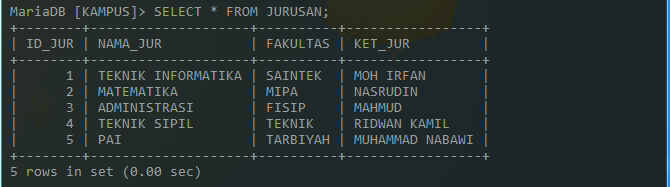 MariaDB [KAMPUS]> SELECT * FROM JURUSAN;
+--------+--------------------+----------+-----------------+
| ID_JUR | NAMA_JUR           | FAKULTAS | KET_JUR         |
+--------+--------------------+----------+-----------------+
|      1 | TEKNIK INFORMATIKA | SAINTEK  | MOH IRFAN       |
|      2 | MATEMATIKA         | MIPA     | NASRUDIN        |
|      3 | ADMINISTRASI       | FISIP    | MAHMUD          |
|      4 | TEKNIK SIPIL       | TEKNIK   | RIDWAN KAMIL    |
|      5 | PAI                | TARBIYAH | MUHAMMAD NABAWI |
+--------+--------------------+----------+-----------------+
5 rows in set (0.00 sec)